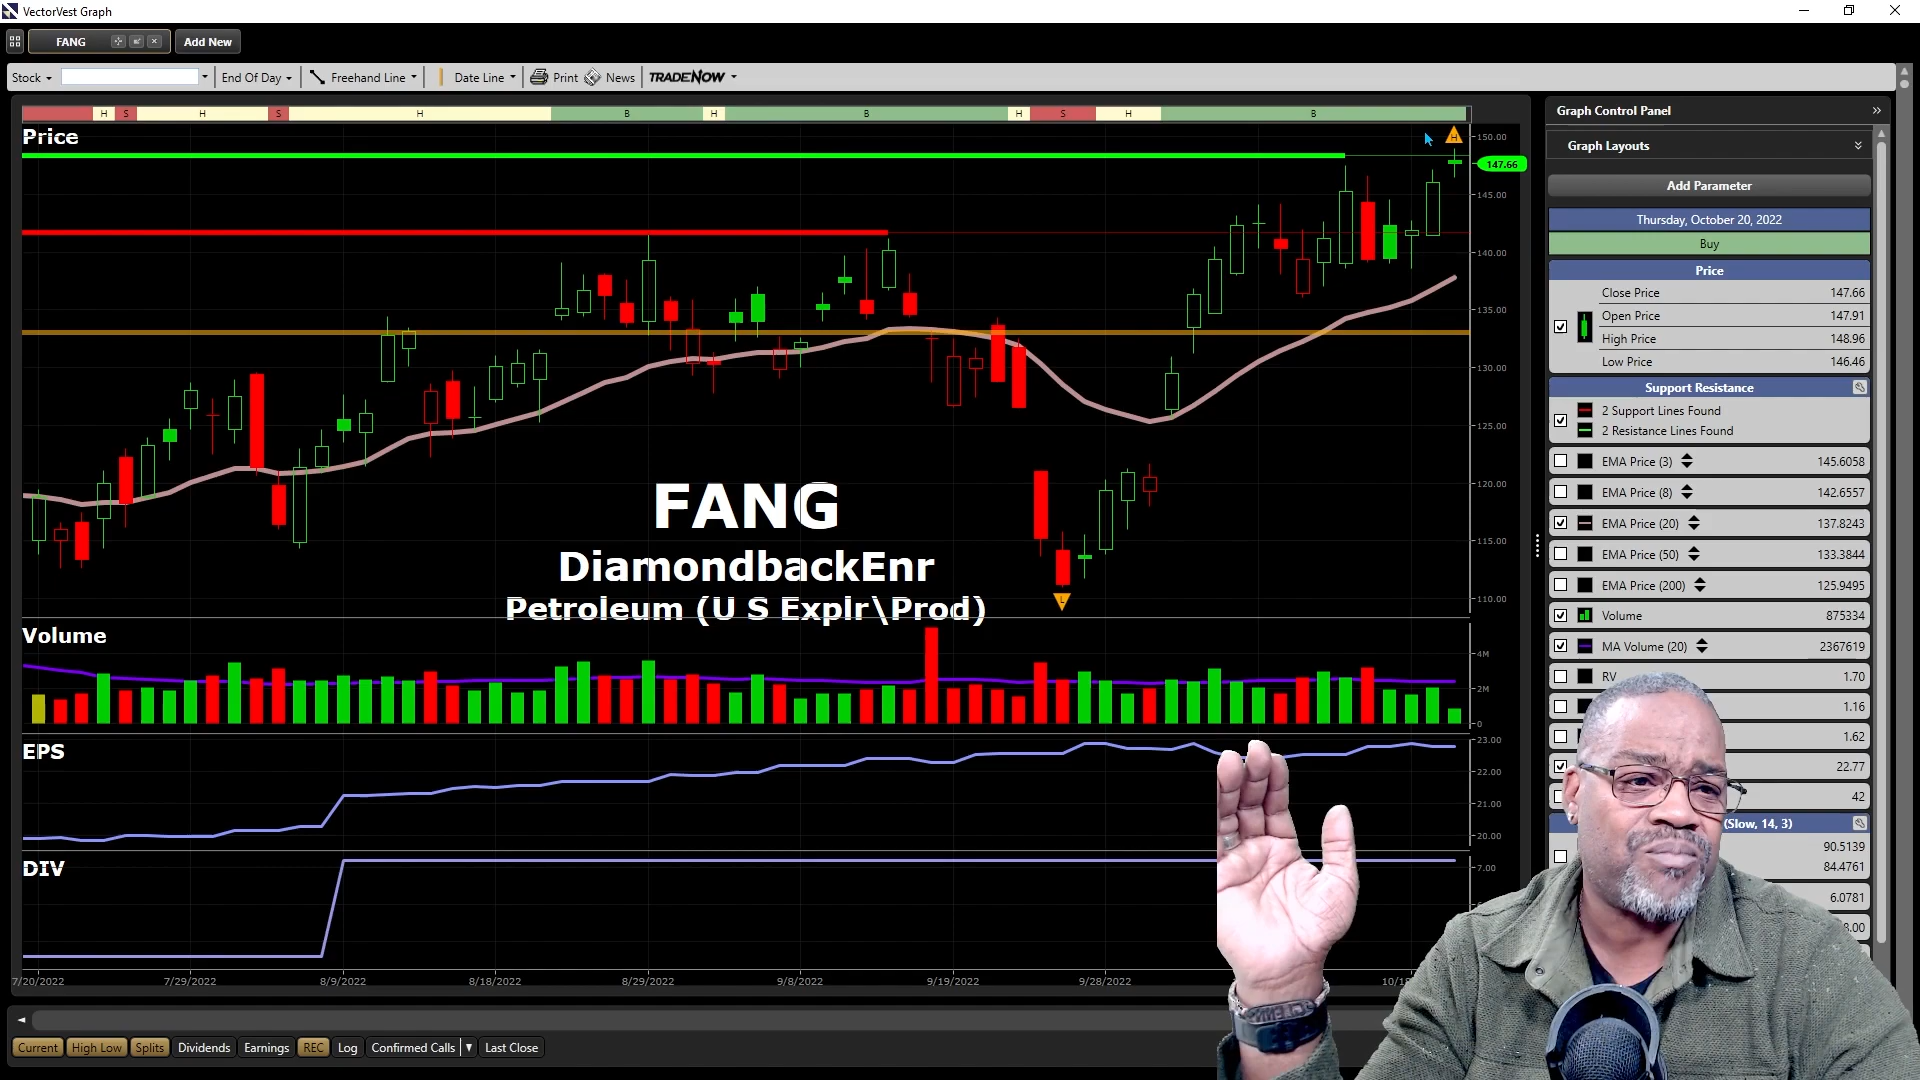 VectorVest Graph
FANG
Add New
Stock
End Of Day
Freehand Line
Date Line
Print
News
TRADENOW
H S H S H B H B H S H B
Graph Control Panel
Graph Layouts
Add Parameter
Thursday, October 20, 2022
Buy
Price
Close Price 147.66
Open Price 147.91
High Price 148.96
Low Price 146.46
Support Resistance
2 Support Lines Found
2 Resistance Lines Found
EMA Price (3) 145.6058
EMA Price (8) 142.6557
EMA Price (20) 137.8243
EMA Price (50) 133.3844
EMA Price (200) 125.9495
Volume 875334
MA Volume (20) 2367619
RV 1.70
1.16
1.62
22.77
42
(Slow, 14, 3)
90.5139
84.4761
6.0781
8.00
Price
H
L
150.00
147.66
145.00
140.00
135.00
130.00
125.00
120.00
115.00
110.00
FANG
DiamondbackEnr
Petroleum (U S Explr\Prod)
Volume
4M
2M
0
EPS
23.00
22.00
21.00
20.00
DIV
7.00
7/20/2022 7/29/2022 8/9/2022 8/18/2022 8/29/2022 9/8/2022 9/19/2022 9/28/2022
Current
High Low
Splits
Dividends
Earnings
REC
Log
Confirmed Calls
Last Close